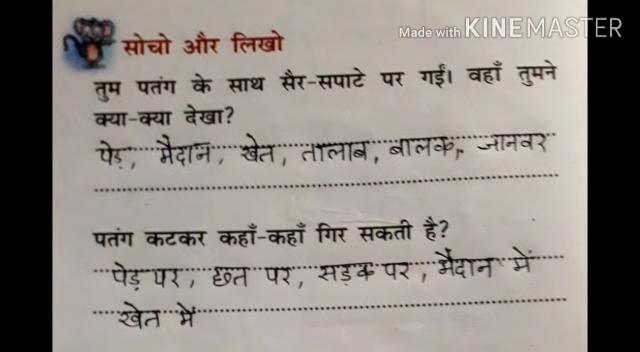 Made with KINEMASTER
सोचो और लिखो
तुम पतंग के साथ सैर-सपाटे पर गईं। वहाँ तुमने
क्या-क्या देखा?
पेड़, मैदान, खेत, तालाब, बालक, जानवर
पतंग कटकर कहाँ-कहाँ गिर सकती है?
पेड़ पर, छत पर, सड़क पर, मैदान में
खेत में